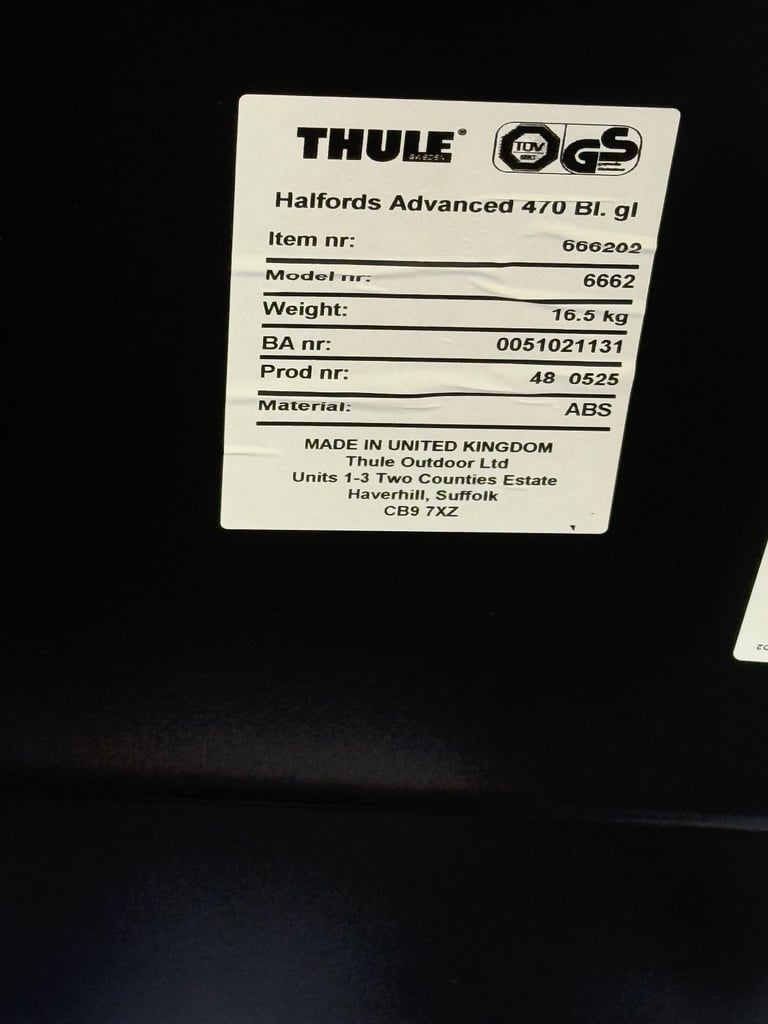 THULE®
SWEDEN
TÜV
GS
Halfords Advanced 470 Bl. gl
Item nr: 666202
Model nr: 6662
Weight: 16.5 kg
BA nr: 0051021131
Prod nr: 48 0525
Material: ABS
MADE IN UNITED KINGDOM
Thule Outdoor Ltd
Units 1-3 Two Counties Estate
Haverhill, Suffolk
CB9 7XZ